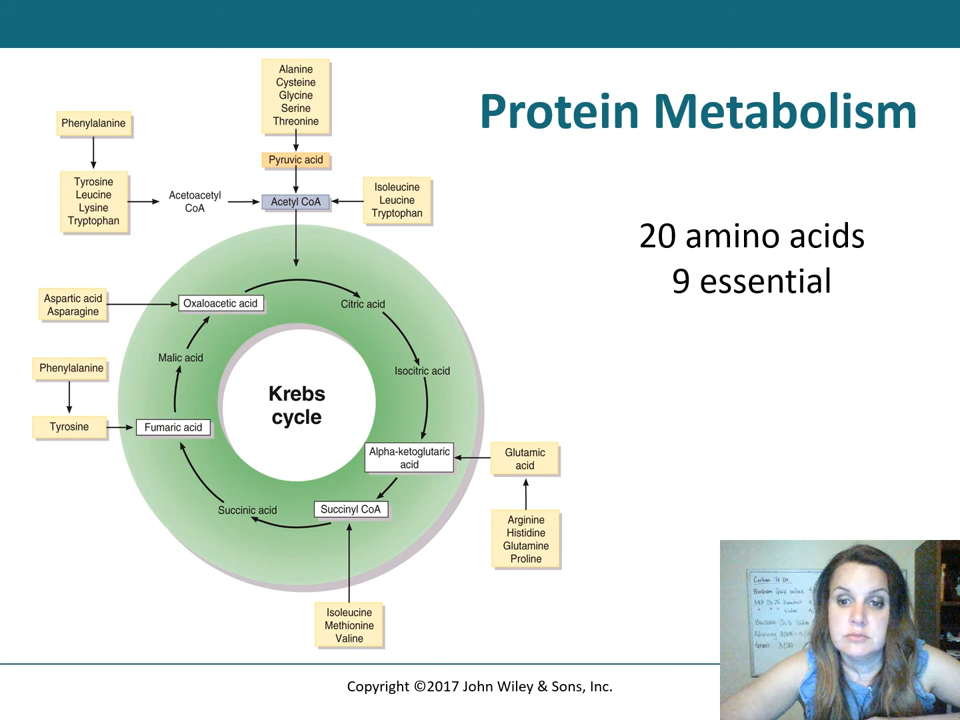 Protein Metabolism
20 amino acids
9 essential
Alanine
Cysteine
Glycine
Serine
Threonine
Pyruvic acid
Acetyl CoA
Phenylalanine
Tyrosine
Leucine
Lysine
Tryptophan
Acetoacetyl
CoA
Isoleucine
Leucine
Tryptophan
Aspartic acid
Asparagine
Oxaloacetic acid
Citric acid
Malic acid
Isocitric acid
Phenylalanine
Tyrosine
Fumaric acid
Krebs
cycle
Alpha-ketoglutaric
acid
Glutamic
acid
Succinic acid
Succinyl CoA
Arginine
Histidine
Glutamine
Proline
Isoleucine
Methionine
Valine
Copyright ©2017 John Wiley & Sons, Inc.